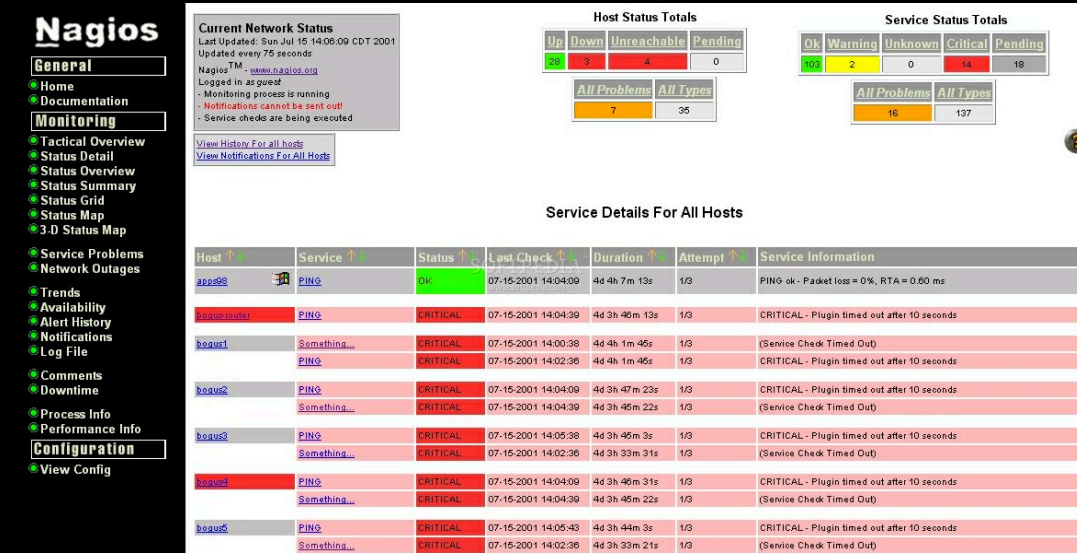 Nagios
General
Home
Documentation
Monitoring
Tactical Overview
Status Detail
Status Overview
Status Summary
Status Grid
Status Map
3-D Status Map
Service Problems
Network Outages
Trends
Availability
Alert History
Notifications
Log File
Comments
Downtime
Process Info
Performance Info
Configuration
View Config
Current Network Status
Last Updated: Sun Jul 15 14:06:09 CDT 2001
Updated every 75 seconds
Nagios™ - www.nagios.org
Logged in as guest
- Monitoring process is running
- Notifications cannot be sent out!
- Service checks are being executed
View History For all hosts
View Notifications For All Hosts
Host Status Totals
Up Down Unreachable Pending
28 3 4 0
All Problems All Types
7 35
Service Status Totals
Ok Warning Unknown Critical Pending
103 2 0 14 18
All Problems All Types
16 137
?
Service Details For All Hosts
Host Service Status Last Check Duration Attempt Service Information
SOFTPEDIA
apps98 PING OK 07-15-2001 14:04:09 4d 4h 7m 13s 1/3 PING ok - Packet loss = 0%, RTA = 0.60 ms
bogus-router PING CRITICAL 07-15-2001 14:04:39 4d 3h 46m 13s 1/3 CRITICAL - Plugin timed out after 10 seconds
bogus1 Something... CRITICAL 07-15-2001 14:00:38 4d 4h 1m 45s 1/3 (Service Check Timed Out)
PING CRITICAL 07-15-2001 14:02:36 4d 4h 1m 45s 1/3 CRITICAL - Plugin timed out after 10 seconds
bogus2 PING CRITICAL 07-15-2001 14:04:09 4d 3h 47m 23s 1/3 CRITICAL - Plugin timed out after 10 seconds
Something... CRITICAL 07-15-2001 14:04:39 4d 3h 45m 22s 1/3 (Service Check Timed Out)
bogus3 PING CRITICAL 07-15-2001 14:05:38 4d 3h 45m 3s 1/3 CRITICAL - Plugin timed out after 10 seconds
Something... CRITICAL 07-15-2001 14:02:36 4d 3h 33m 31s 1/3 (Service Check Timed Out)
bogus4 PING CRITICAL 07-15-2001 14:04:09 4d 3h 46m 31s 1/3 CRITICAL - Plugin timed out after 10 seconds
Something... CRITICAL 07-15-2001 14:04:39 4d 3h 45m 22s 1/3 (Service Check Timed Out)
bogus5 PING CRITICAL 07-15-2001 14:05:43 4d 3h 44m 3s 1/3 CRITICAL - Plugin timed out after 10 seconds
Something... CRITICAL 07-15-2001 14:02:36 4d 3h 33m 21s 1/3 (Service Check Timed Out)